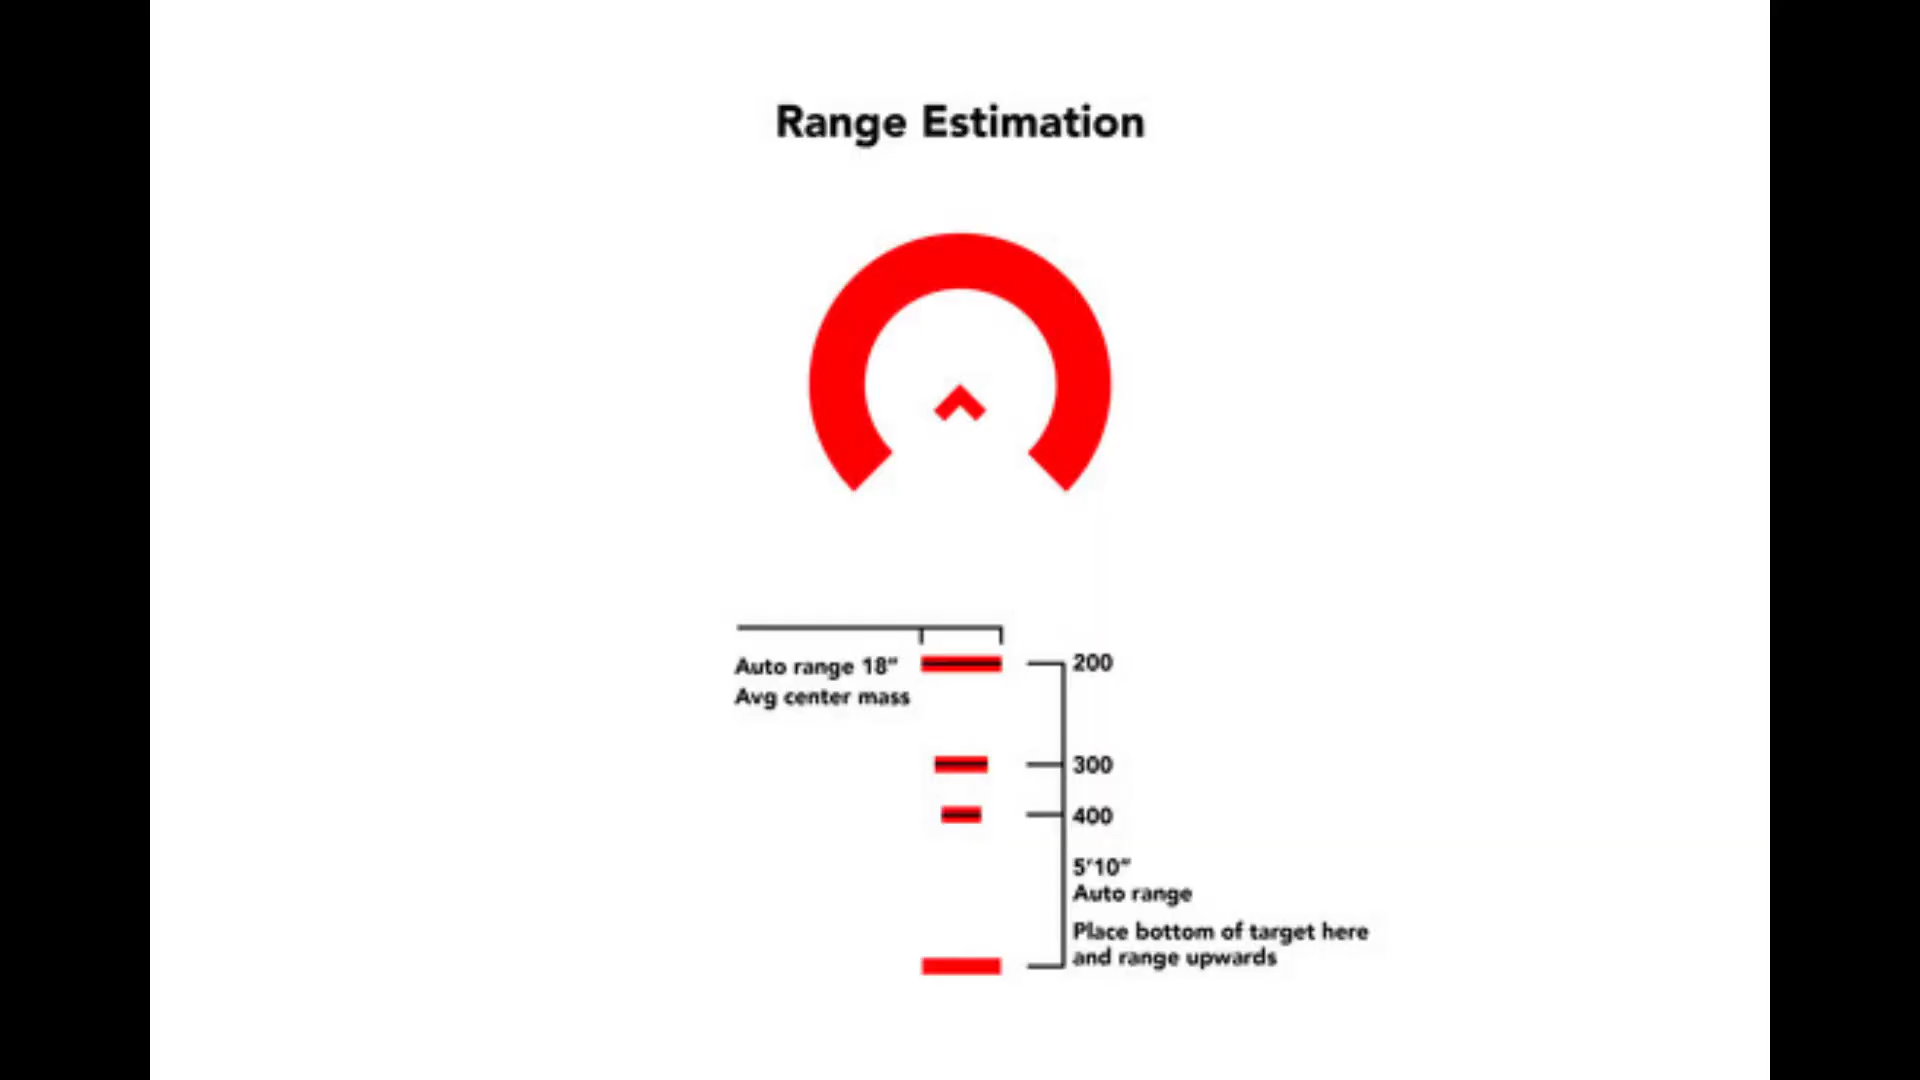 Range Estimation
Auto range 18"
Avg center mass
200
300
400
5'10"
Auto range
Place bottom of target here
and range upwards